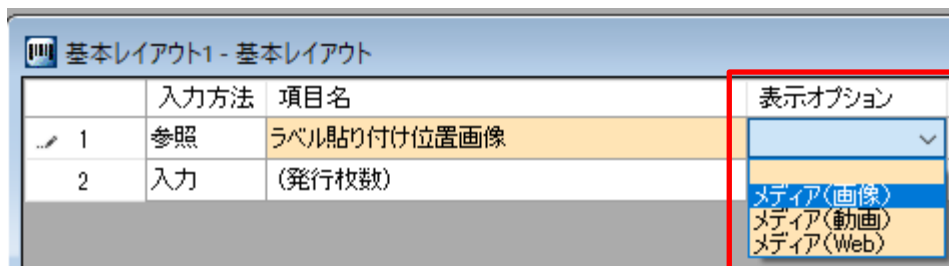 基本レイアウト1 - 基本レイアウト
入力方法 項目名 表示オプション
1 参照 ラベル貼り付け位置画像
2 入力 (発行枚数)
メディア(画像)
メディア(動画)
メディア(Web)